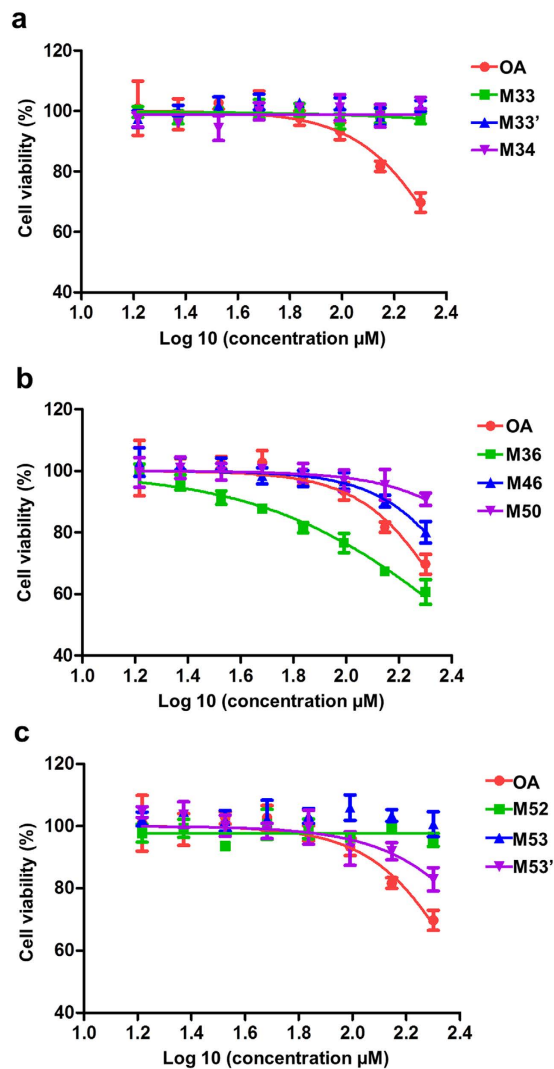 a
120
100
80
60
40
Cell viability (%)
1.0 1.2 1.4 1.6 1.8 2.0 2.2 2.4
Log 10 (concentration µM)
OA
M33
M33'
M34
b
120
100
80
60
40
Cell viability (%)
1.0 1.2 1.4 1.6 1.8 2.0 2.2 2.4
Log 10 (concentration µM)
OA
M36
M46
M50
c
120
100
80
60
40
Cell viability (%)
1.0 1.2 1.4 1.6 1.8 2.0 2.2 2.4
Log 10 (concentration µM)
OA
M52
M53
M53'